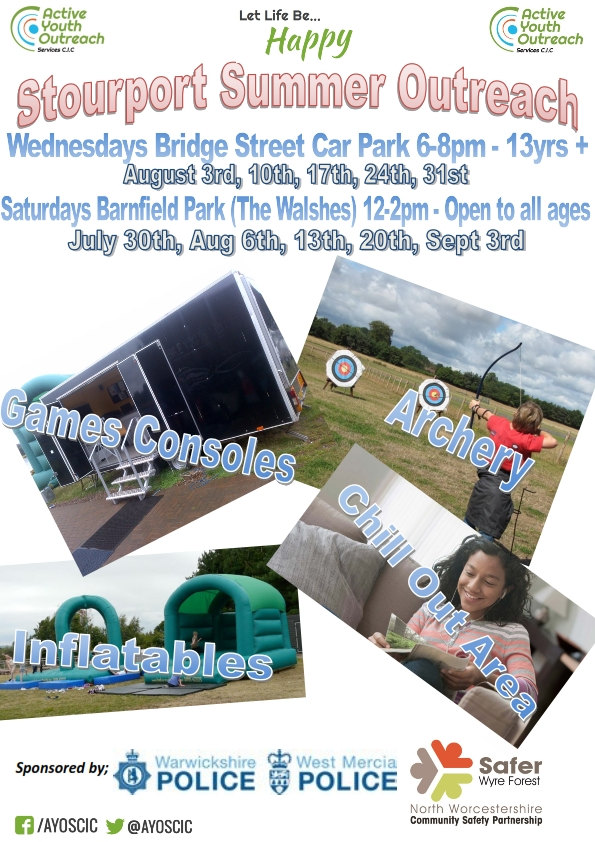 Active
Youth
Outreach
Services C.I.C
Let Life Be...
Happy
Active
Youth
Outreach
Services C.I.C
Stourport Summer Outreach
Wednesdays Bridge Street Car Park 6-8pm - 13yrs +
August 3rd, 10th, 17th, 24th, 31st
Saturdays Barnfield Park (The Walshes) 12-2pm - Open to all ages
July 30th, Aug 6th, 13th, 20th, Sept 3rd
Games Consoles
Archery
Chill Out Area
Inflatables
Sponsored by;
Warwickshire
POLICE
West Mercia
POLICE
Safer
Wyre Forest
North Worcestershire
Community Safety Partnership
/AYOSCIC
@AYOSCIC